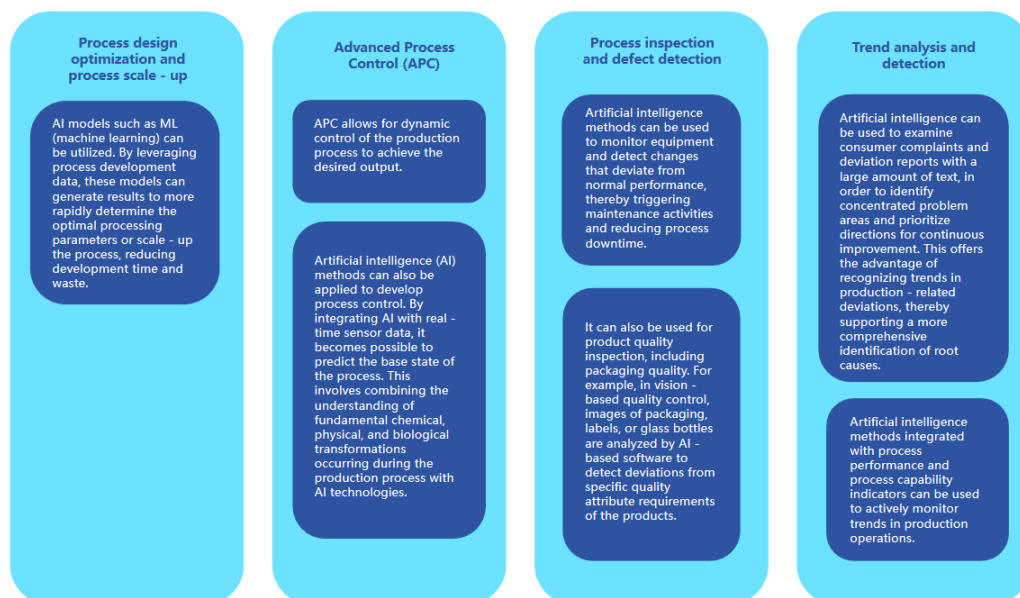 Process design
optimization and
process scale - up
AI models such as ML
(machine learning) can
be utilized. By leveraging
process development
data, these models can
generate results to more
rapidly determine the
optimal processing
parameters or scale - up
the process, reducing
development time and
waste.
Advanced Process
Control (APC)
APC allows for dynamic
control of the production
process to achieve the
desired output.
Artificial intelligence (AI)
methods can also be
applied to develop
process control. By
integrating AI with real -
time sensor data, it
becomes possible to
predict the base state of
the process. This
involves combining the
understanding of
fundamental chemical,
physical, and biological
transformations
occurring during the
production process with
AI technologies.
Process inspection
and defect detection
Artificial intelligence
methods can be used
to monitor equipment
and detect changes
that deviate from
normal performance,
thereby triggering
maintenance activities
and reducing process
downtime.
It can also be used for
product quality
inspection, including
packaging quality. For
example, in vision -
based quality control,
images of packaging,
labels, or glass bottles
are analyzed by AI -
based software to
detect deviations from
specific quality
attribute requirements
of the products.
Trend analysis and
detection
Artificial intelligence can
be used to examine
consumer complaints and
deviation reports with a
large amount of text, in
order to identify
concentrated problem
areas and prioritize
directions for continuous
improvement. This offers
the advantage of
recognizing trends in
production - related
deviations, thereby
supporting a more
comprehensive
identification of root
causes.
Artificial intelligence
methods integrated
with process
performance and
process capability
indicators can be used
to actively monitor
trends in production
operations.